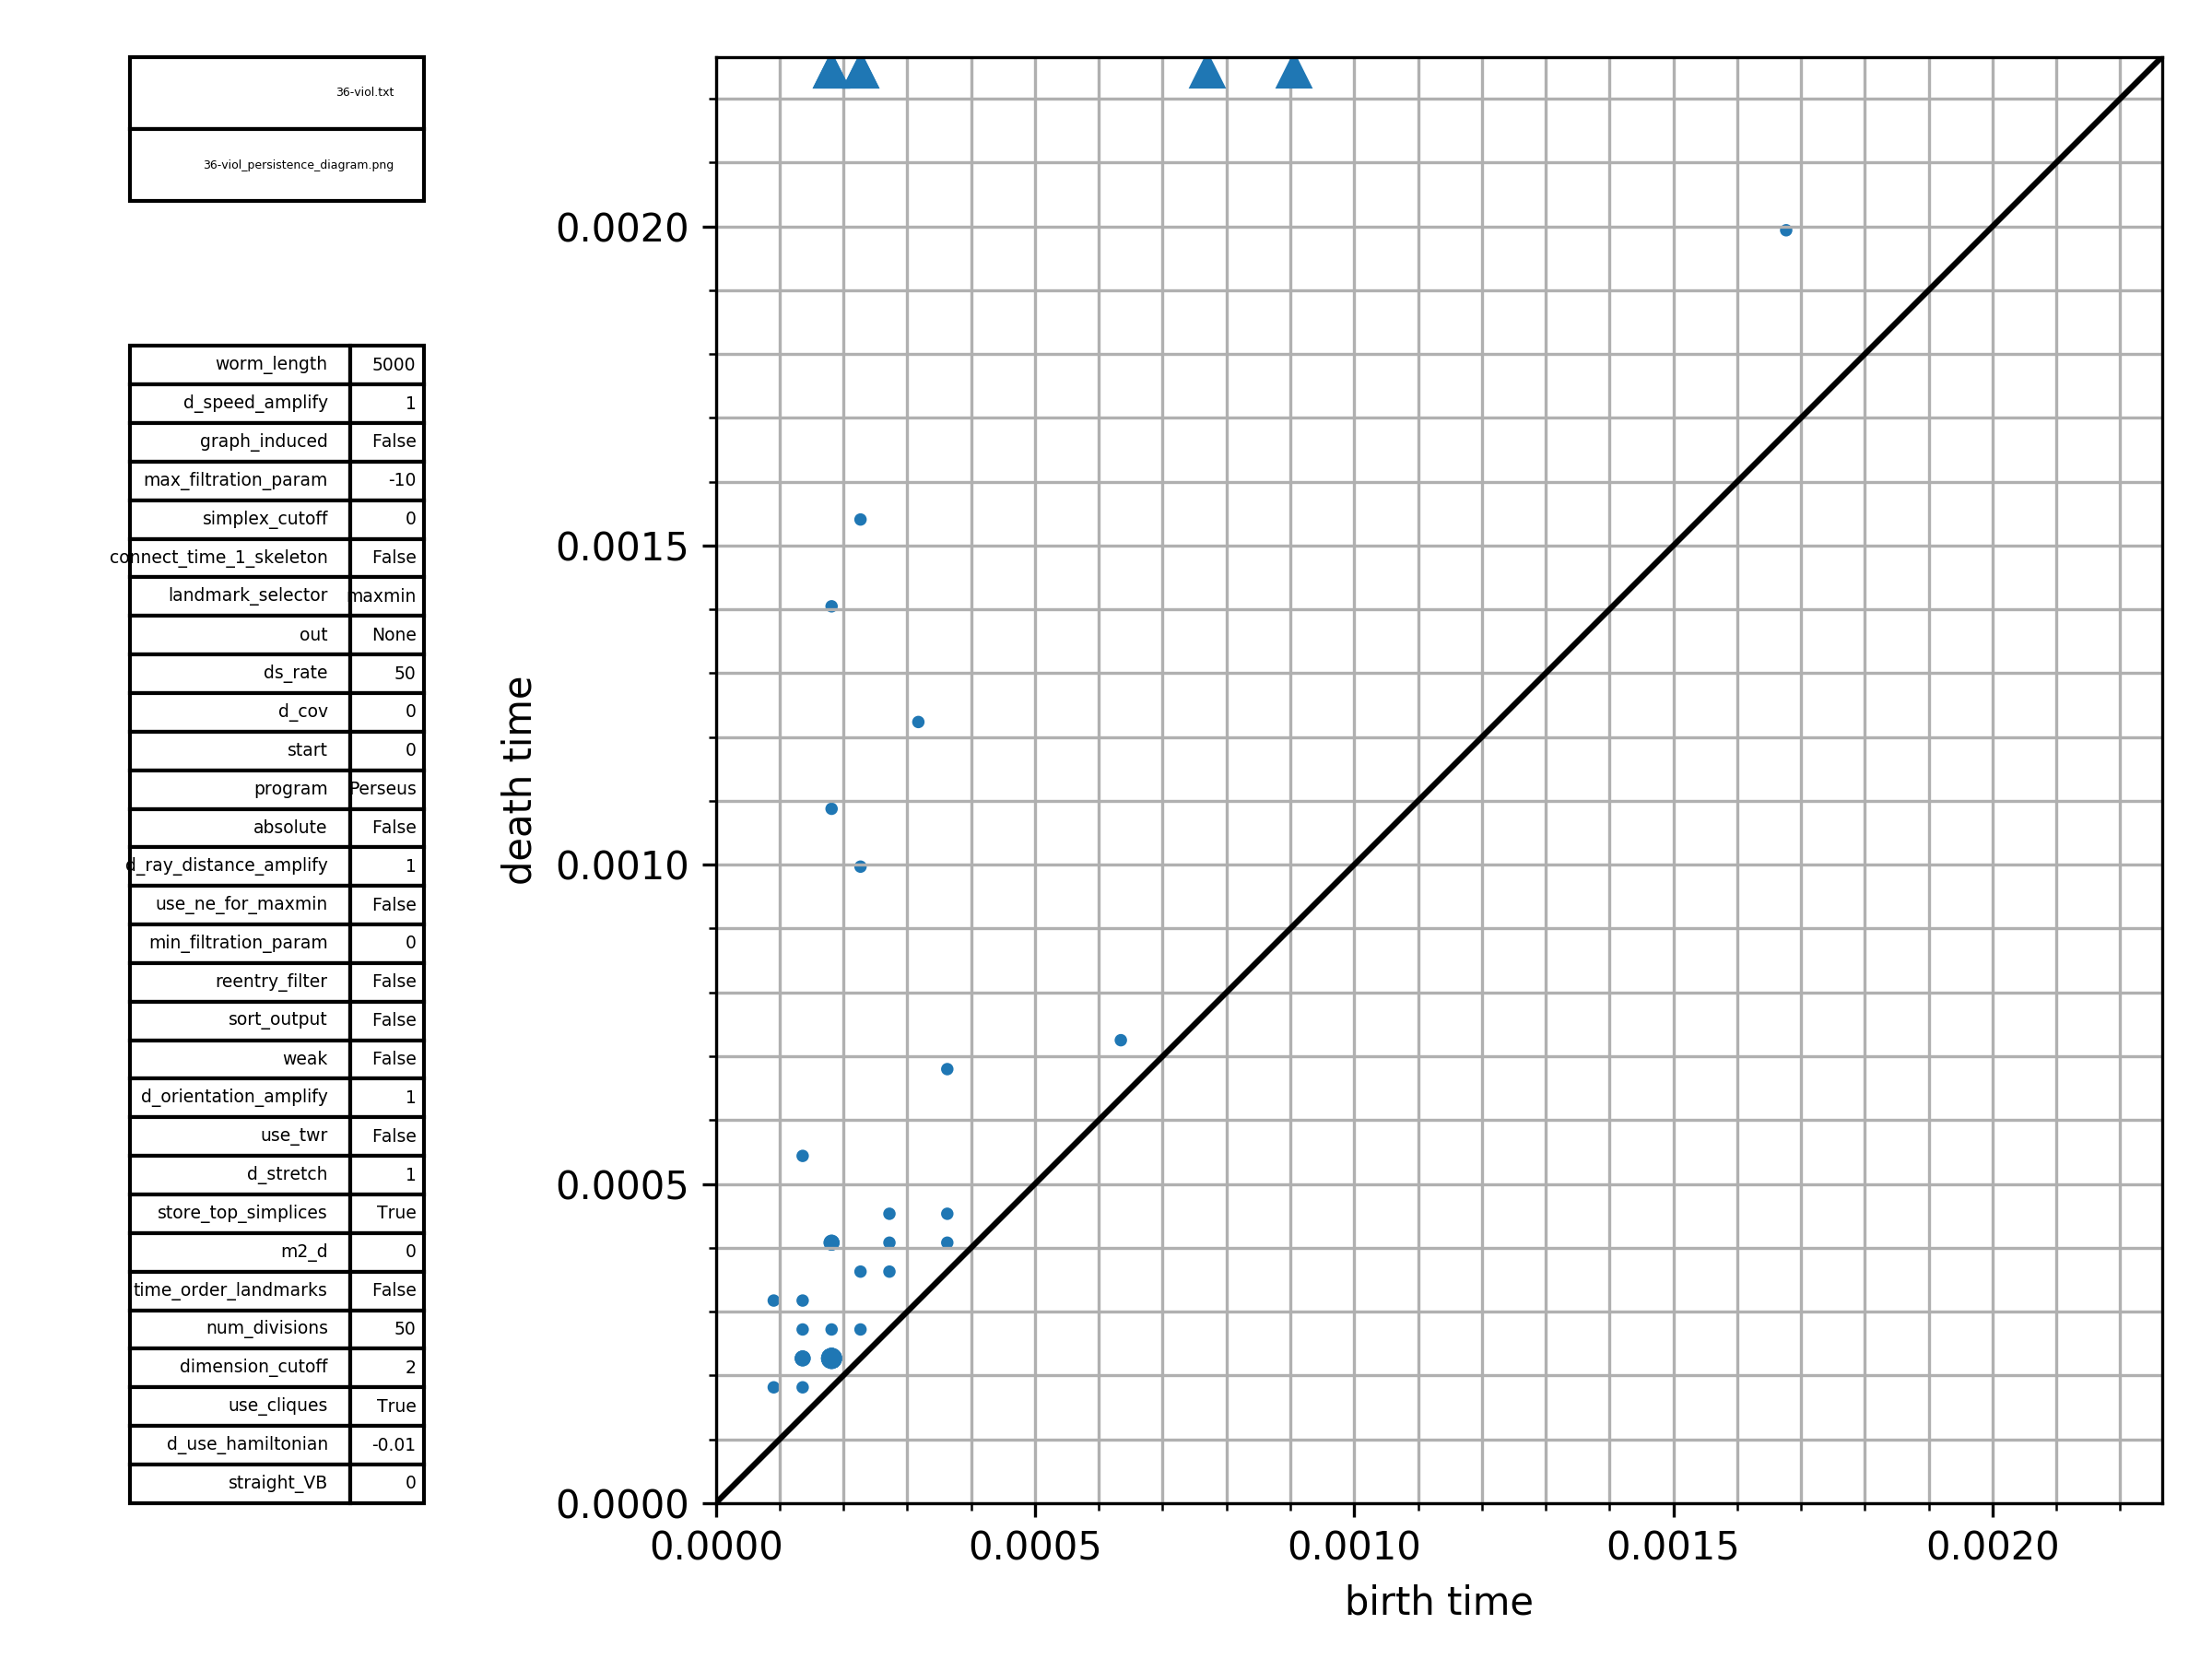 36-viol.txt
36-viol_persistence_diagram.png
worm_length 5000
d_speed_amplify 1
graph_induced False
max_filtration_param -10
simplex_cutoff 0
connect_time_1_skeleton False
landmark_selector maxmin
out None
ds_rate 50
d_cov 0
start 0
program Perseus
absolute False
d_ray_distance_amplify 1
use_ne_for_maxmin False
min_filtration_param 0
reentry_filter False
sort_output False
weak False
d_orientation_amplify 1
use_twr False
d_stretch 1
store_top_simplices True
m2_d 0
time_order_landmarks False
num_divisions 50
dimension_cutoff 2
use_cliques True
d_use_hamiltonian -0.01
straight_VB 0
death time
0.0020
0.0015
0.0010
0.0005
0.0000
0.0000 0.0005 0.0010 0.0015 0.0020
birth time